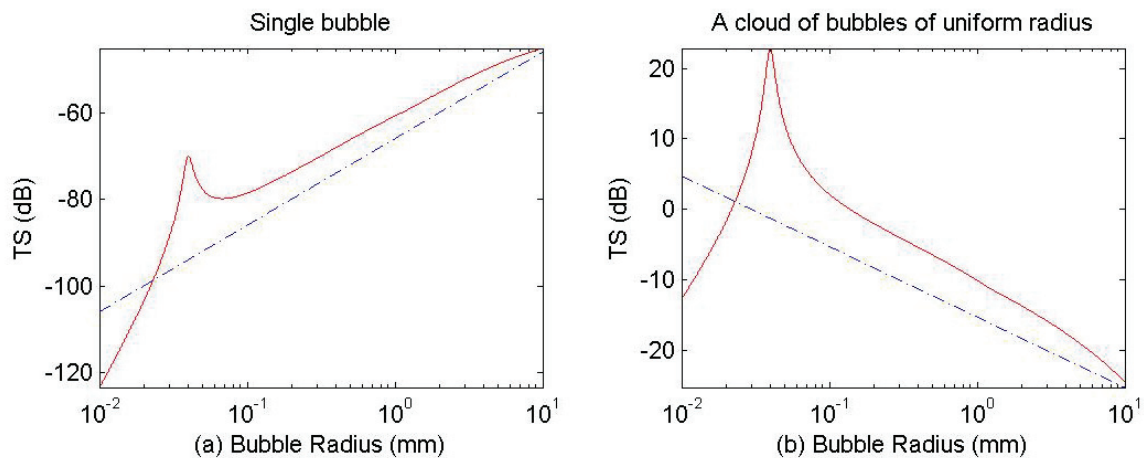 Single bubble
TS (dB)
-60
-80
-100
-120
10^-2
10^-1
10^0
10^1
(a) Bubble Radius (mm)
A cloud of bubbles of uniform radius
TS (dB)
20
10
0
-10
-20
10^-2
10^-1
10^0
10^1
(b) Bubble Radius (mm)